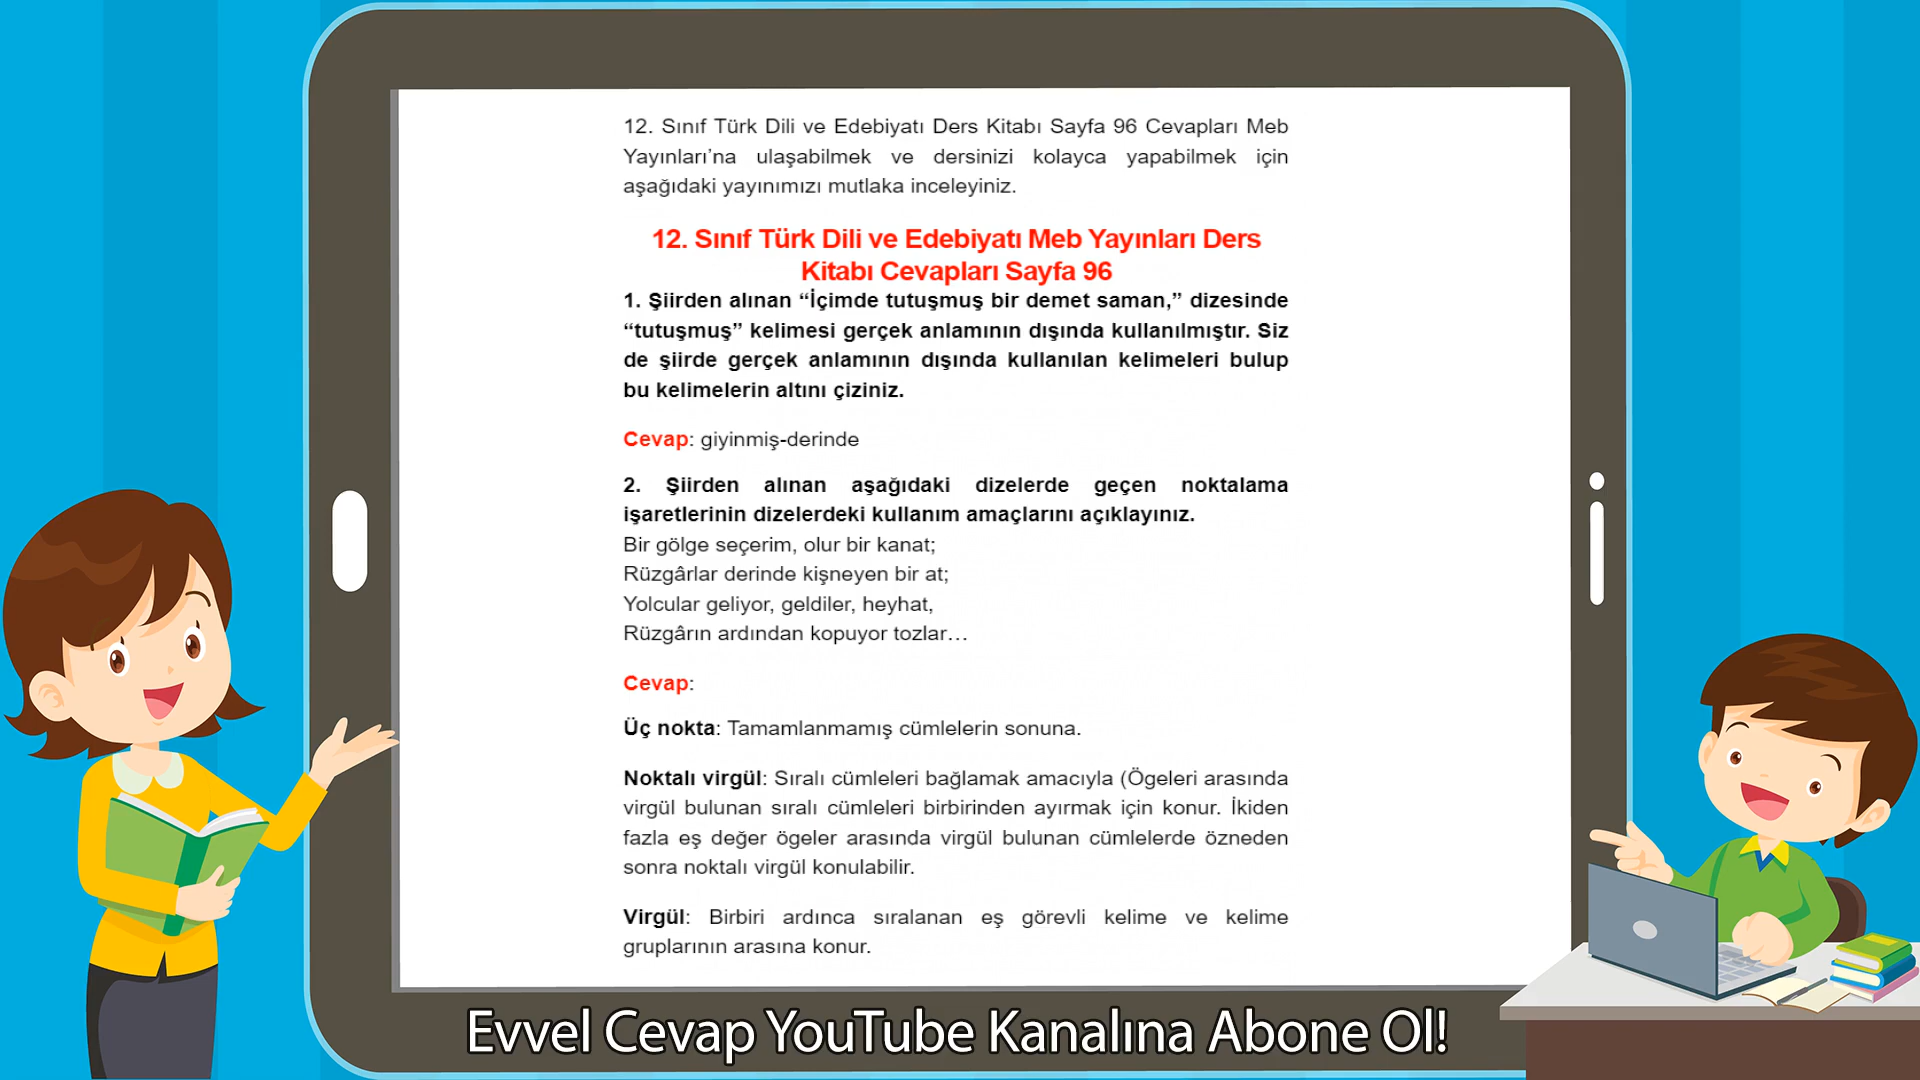 12. Sınıf Türk Dili ve Edebiyatı Ders Kitabı Sayfa 96 Cevapları Meb
Yayınları’na ulaşabilmek ve dersinizi kolayca yapabilmek için
aşağıdaki yayınımızı mutlaka inceleyiniz.
12. Sınıf Türk Dili ve Edebiyatı Meb Yayınları Ders
Kitabı Cevapları Sayfa 96
1. Şiirden alınan “İçimde tutuşmuş bir demet saman,” dizesinde
“tutuşmuş” kelimesi gerçek anlamının dışında kullanılmıştır. Siz
de şiirde gerçek anlamının dışında kullanılan kelimeleri bulup
bu kelimelerin altını çiziniz.
Cevap: giyinmiş-derinde
2. Şiirden alınan aşağıdaki dizelerde geçen noktalama
işaretlerinin dizelerdeki kullanım amaçlarını açıklayınız.
Bir gölge seçerim, olur bir kanat;
Rüzgârlar derinde kişneyen bir at;
Yolcular geliyor, geldiler, heyhat,
Rüzgârın ardından kopuyor tozlar…
Cevap:
Üç nokta: Tamamlanmamış cümlelerin sonuna.
Noktalı virgül: Sıralı cümleleri bağlamak amacıyla (Ögeleri arasında
virgül bulunan sıralı cümleleri birbirinden ayırmak için konur. İkiden
fazla eş değer ögeler arasında virgül bulunan cümlelerde özneden
sonra noktalı virgül konulabilir.
Virgül: Birbiri ardınca sıralanan eş görevli kelime ve kelime
gruplarının arasına konur.
Evvel Cevap YouTube Kanalına Abone Ol!